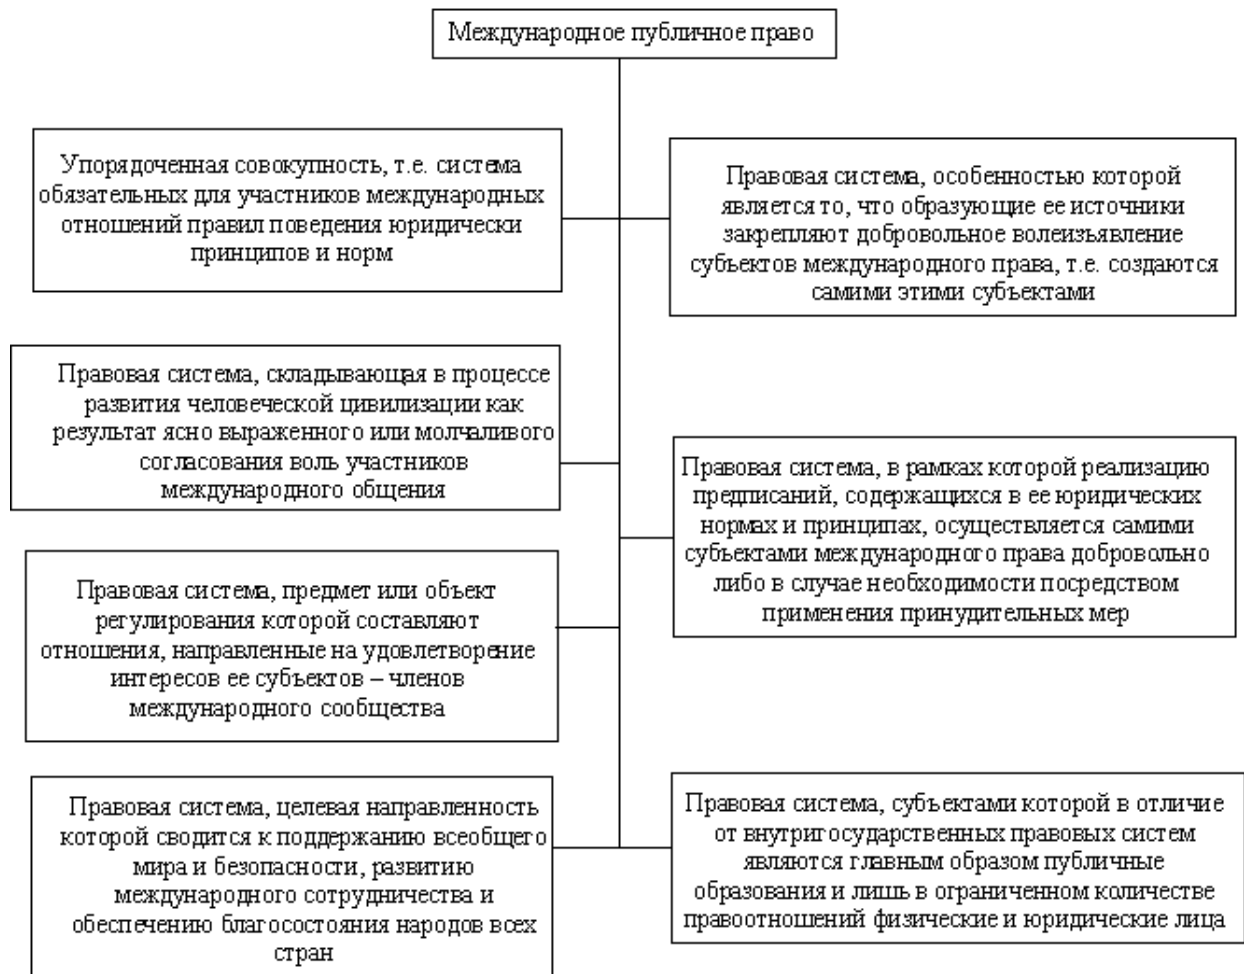 Международное публичное право
Упорядоченная совокупность, т.е. система
обязательных для участников международных
отношений правил поведения юридически
принципов и норм
Правовая система, особенностью которой
является то, что образующие ее источники
закрепляют добровольное волеизьявление
субъектов международного права, т.е. создаются
самими этими субъектами
Правовая система, складывающая в процессе
развития человеческой цивилизации как
результат ясно выраженного или молчаливого
согласования воль участников
международного общения
Правовая система, в рамках которой реализацию
предписаний, содержащихся в ее юридических
нормах и принципах, осуществляется самими
субъектами международного права добровольно
либо в случае необходимости посредством
применения принудительных мер
Правовая система, предмет или объект
регулирования которой составляют
отношения, направленные на удовлетворение
интересов ее субъектов – членов
международного сообщества
Правовая система, целевая направленность
которой сводится к поддержанию всеобщего
мира и безопасности, развитию
международного сотрудничества и
обеспечению благосостояния народов всех
стран
Правовая система, субъектами которой в отличие
от внутригосударственных правовых систем
являются главным образом публичные
образования и лишь в ограниченном количестве
правоотношений физические и юридические лица